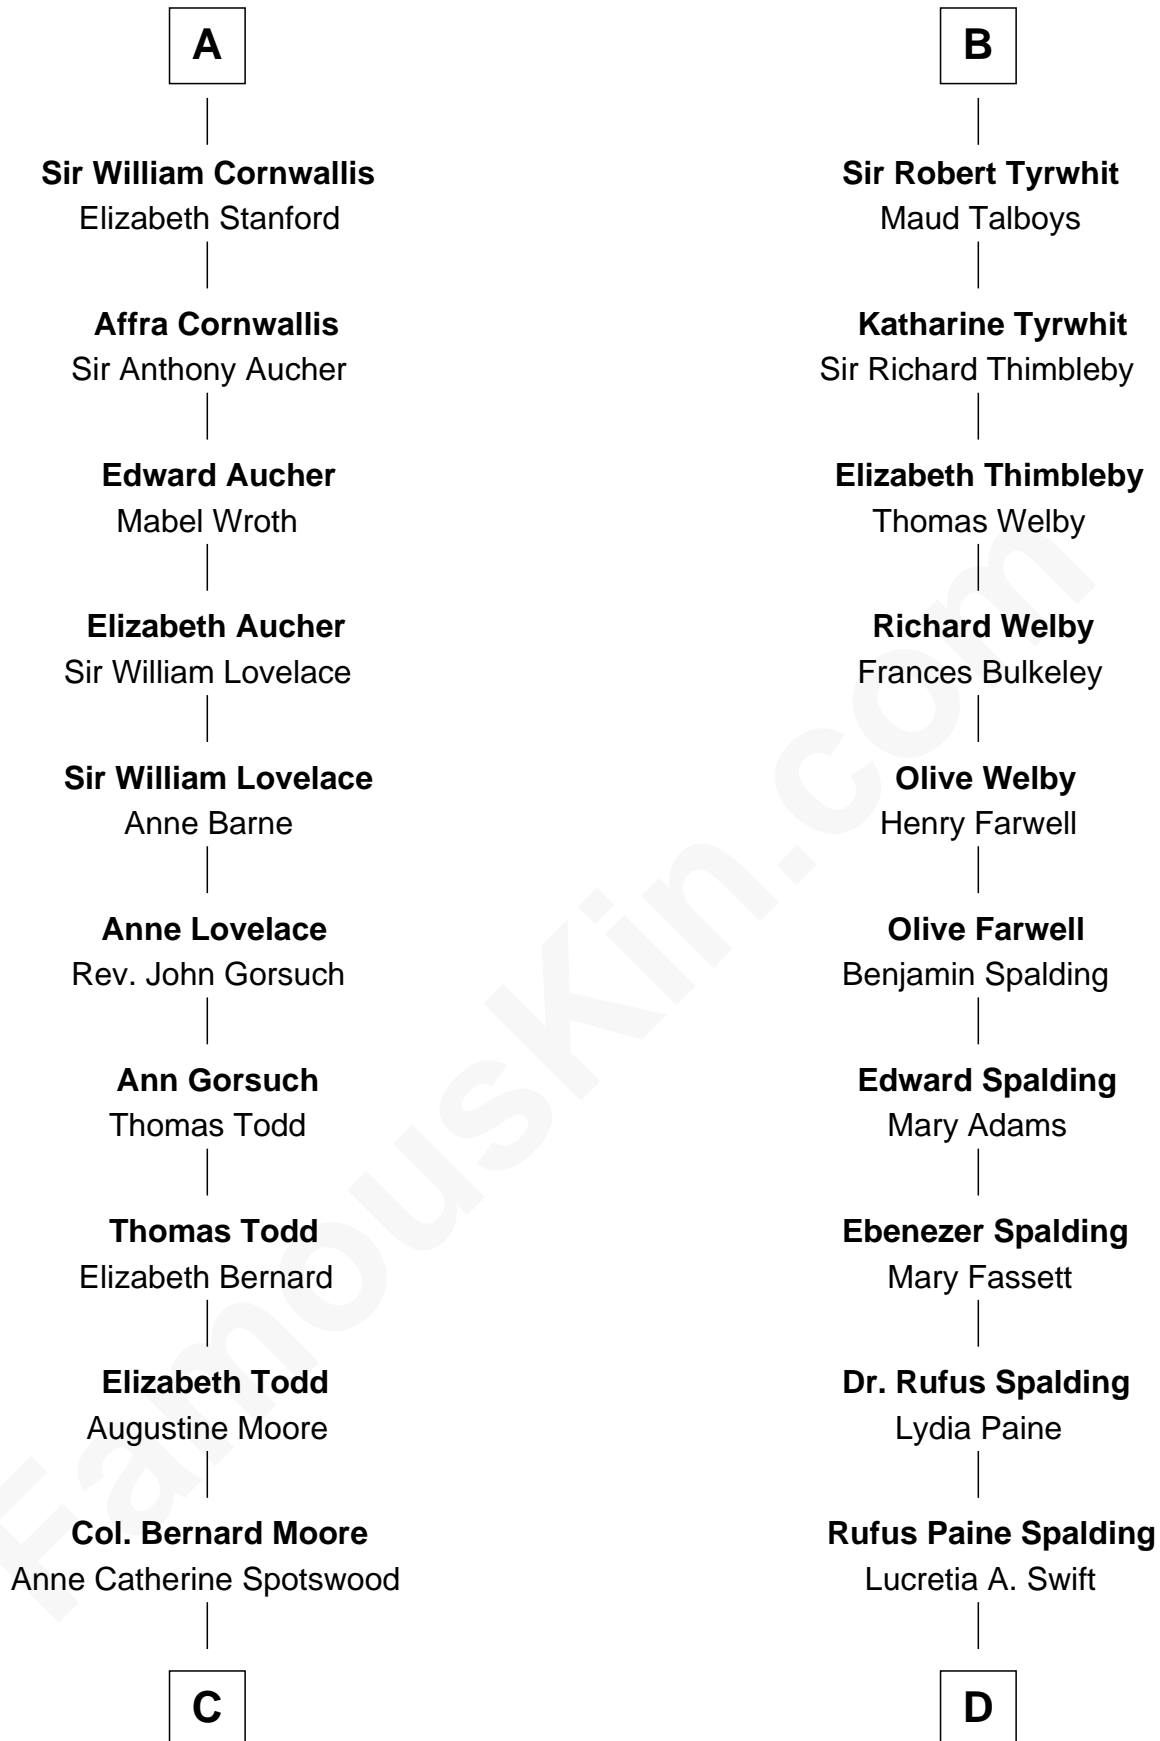 A
Sir William Cornwallis
Elizabeth Stanford
Affra Cornwallis
Sir Anthony Aucher
Edward Aucher
Mabel Wroth
Elizabeth Aucher
Sir William Lovelace
Sir William Lovelace
Anne Barne
Anne Lovelace
Rev. John Gorsuch
Ann Gorsuch
Thomas Todd
Thomas Todd
Elizabeth Bernard
Elizabeth Todd
Augustine Moore
Col. Bernard Moore
Anne Catherine Spotswood
C
B
Sir Robert Tyrwhit
Maud Talboys
Katharine Tyrwhit
Sir Richard Thimbleby
Elizabeth Thimbleby
Thomas Welby
Richard Welby
Frances Bulkeley
Olive Welby
Henry Farwell
Olive Farwell
Benjamin Spalding
Edward Spalding
Mary Adams
Ebenezer Spalding
Mary Fassett
Dr. Rufus Spalding
Lydia Paine
Rufus Paine Spalding
Lucretia A. Swift
D
FamousKin.com